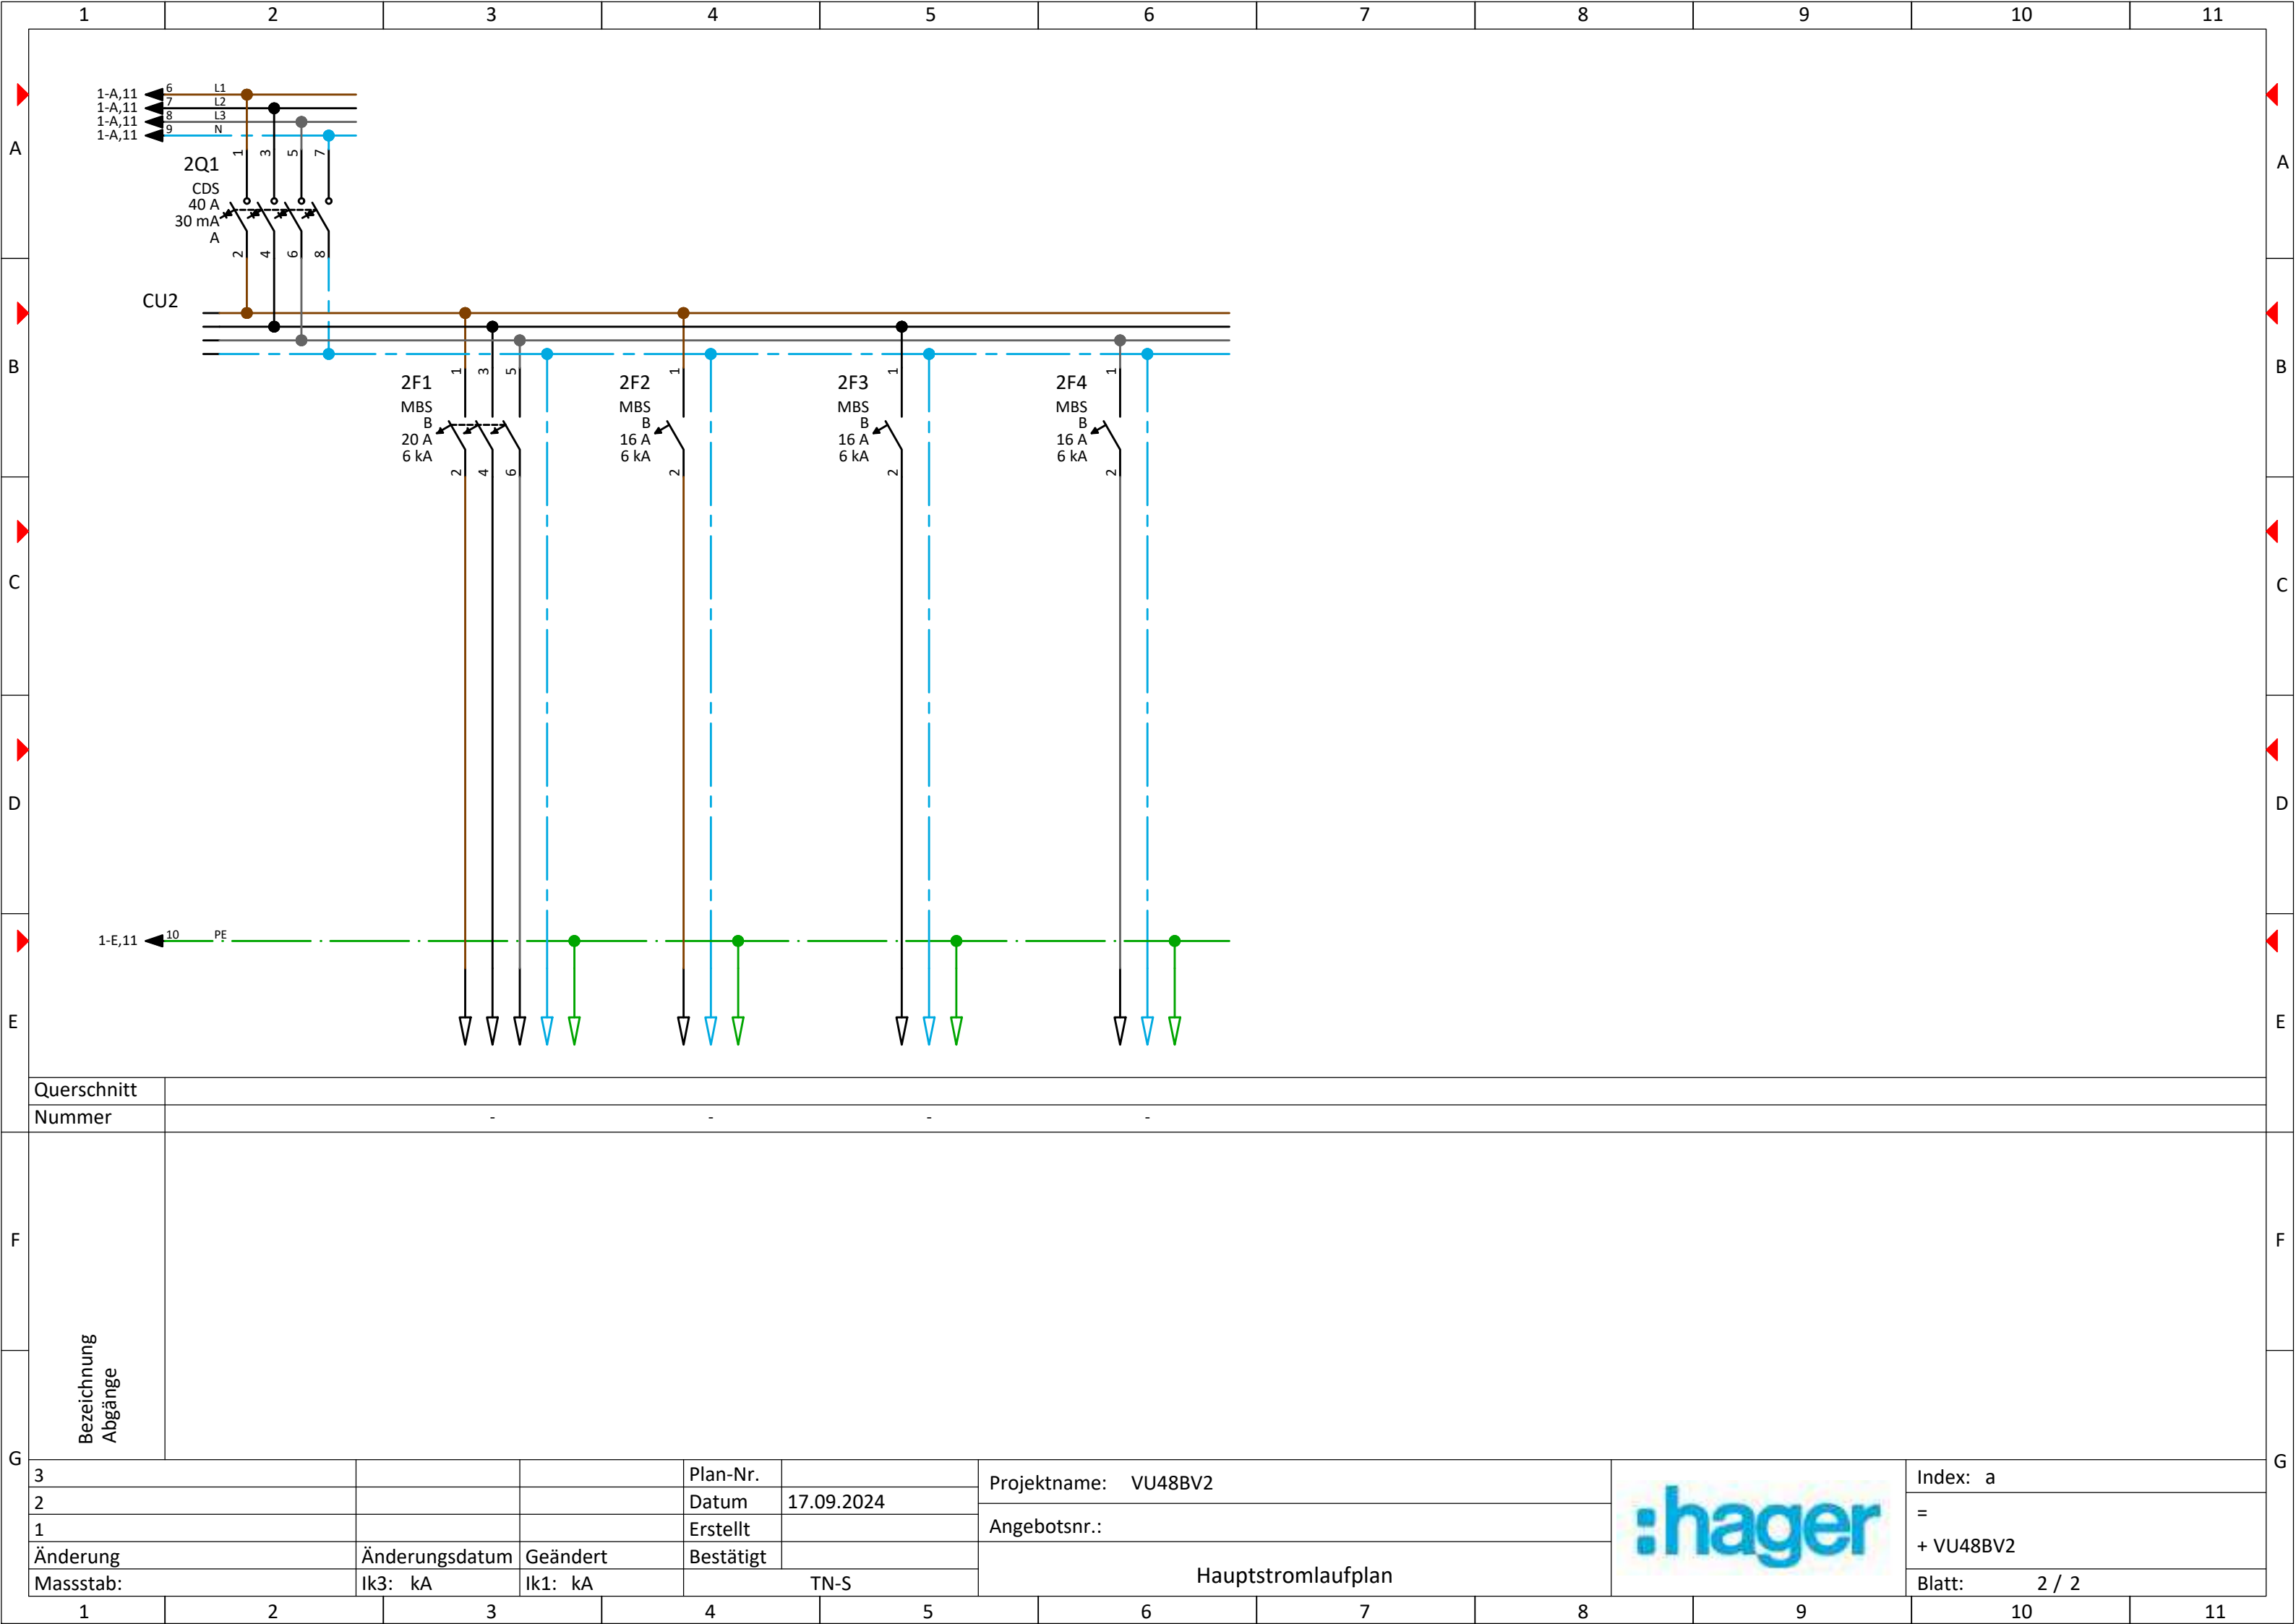 1 2 3 4 5 6 7 8 9 10 11
1-A,11 6 L1
1-A,11 7 L2
1-A,11 8 L3
1-A,11 9 N
A A
1 3 5 7
2Q1
CDS
40 A
30 mA
A
2 4 6 8
CU2
B B
1 3 5 1 1 1
2F1 2F2 2F3 2F4
MBS MBS MBS MBS
B B B B
20 A 16 A 16 A 16 A
6 kA 6 kA 6 kA 6 kA
2 4 6 2 2 2
C C
D D
1-E,11 10 PE
E E
Querschnitt
Nummer - - - -
F F
Bezeichnung
Abgänge
G G
3 Plan-Nr. Projektname: VU48BV2 Index: a
2 Datum 17.09.2024
1 Erstellt Angebotsnr.: =
:hager
Änderung Änderungsdatum Geändert Bestätigt + VU48BV2
Hauptstromlaufplan
Massstab: Ik3: kA Ik1: kA TN-S Blatt: 2 / 2
1 2 3 4 5 6 7 8 9 10 11